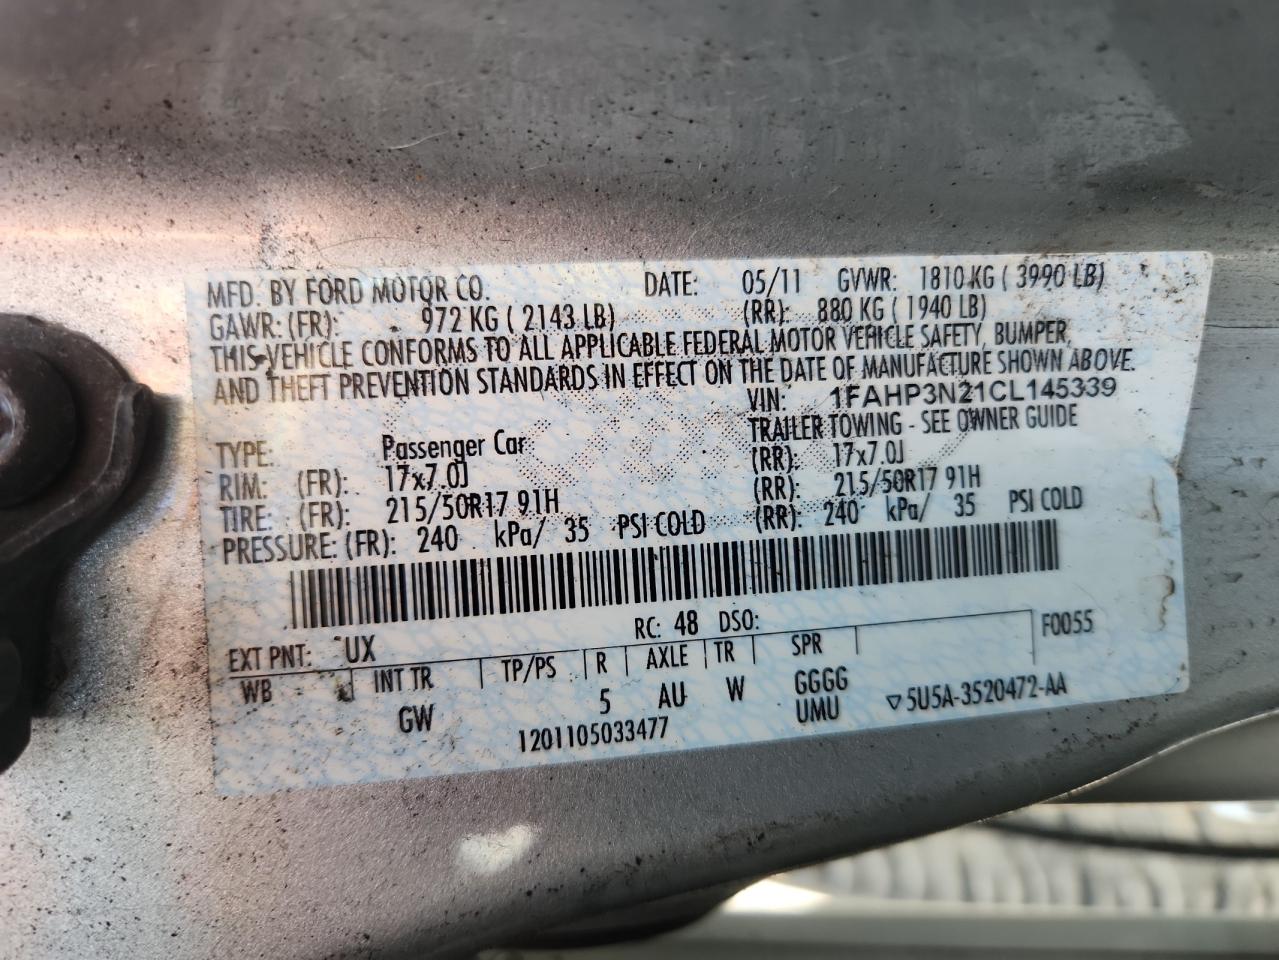 MFD. BY FORD MOTOR CO. DATE: 05/11 GVWR: 1810 KG ( 3990 LB)
GAWR: (FR): 972 KG ( 2143 LB) (RR): 880 KG ( 1940 LB)
THIS VEHICLE CONFORMS TO ALL APPLICABLE FEDERAL MOTOR VEHICLE SAFETY, BUMPER,
AND THEFT PREVENTION STANDARDS IN EFFECT ON THE DATE OF MANUFACTURE SHOWN ABOVE.
VIN: 1FAHP3N21CL145339
TRAILER TOWING - SEE OWNER GUIDE
TYPE: Passenger Car
RIM: (FR): 17x7.0J (RR): 17x7.0J
TIRE: (FR): 215/50R17 91H (RR): 215/50R17 91H
PRESSURE: (FR): 240 kPa/ 35 PSI COLD (RR): 240 kPa/ 35 PSI COLD
EXT PNT: UX RC: 48 DSO: F0055
WB INT TR TP/PS R AXLE TR SPR
GW 5 AU W GGGG
1201105033477 UMU ▽5U5A-3520472-AA